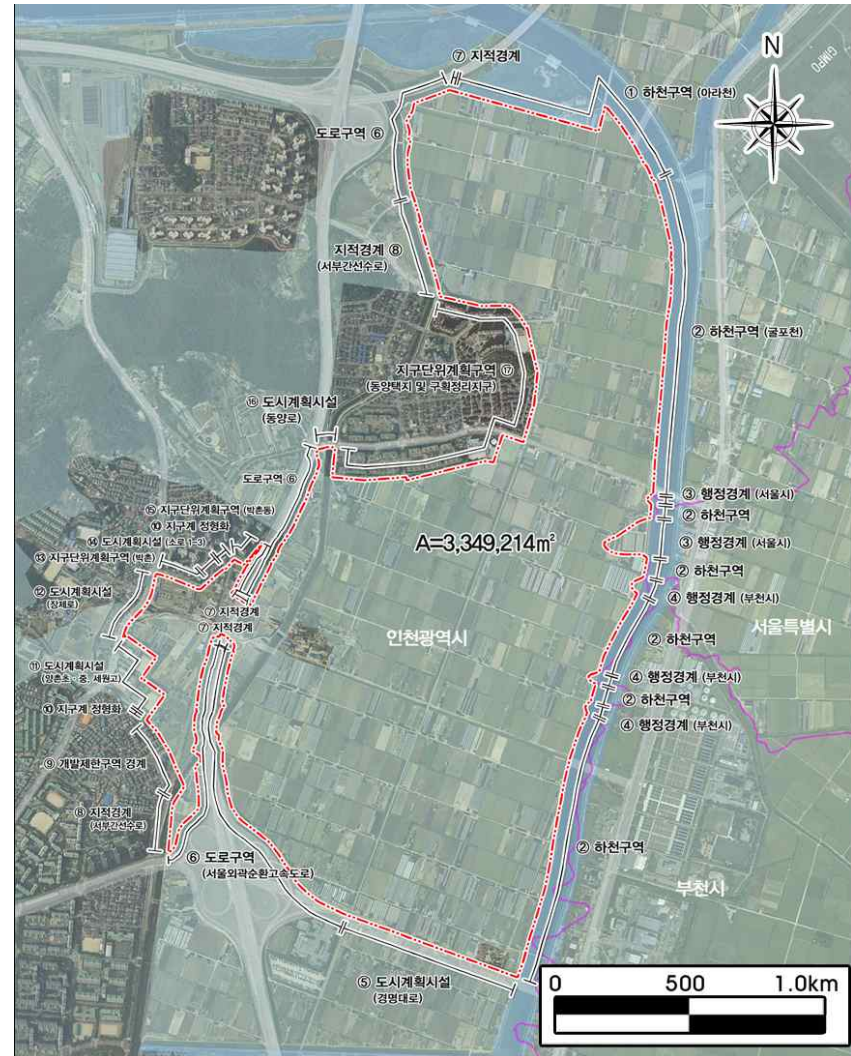 ⑦ 지적경계
① 하천구역 (아라천)
N
GIMPO
도로구역 ⑥
지적경계 ⑧
(서부간선수로)
② 하천구역 (굴포천)
지구단위계획구역 ⑰
(동양택지 및 구획정리지구)
⑯ 도시계획시설
(동양로)
도로구역 ⑥
③ 행정경계 (서울시)
② 하천구역
⑮ 지구단위계획구역 (박촌동)
⑩ 지구계 정형화
⑭ 도시계획시설 (소로 1-3)
⑬ 지구단위계획구역 (박촌)
A=3,349,214㎡
③ 행정경계 (서울시)
② 하천구역
⑫ 도시계획시설
(장제로)
④ 행정경계 (부천시)
⑦ 지적경계
⑦ 지적경계
인천광역시
서울특별시
② 하천구역
⑪ 도시계획시설
(양촌초·중, 세원고)
④ 행정경계 (부천시)
② 하천구역
⑩ 지구계 정형화
④ 행정경계 (부천시)
⑨ 개발제한구역 경계
⑧ 지적경계
(서부간선수로)
② 하천구역
⑥ 도로구역
(서울외곽순환고속도로)
부천시
⑤ 도시계획시설
(경명대로)
0 500 1.0km